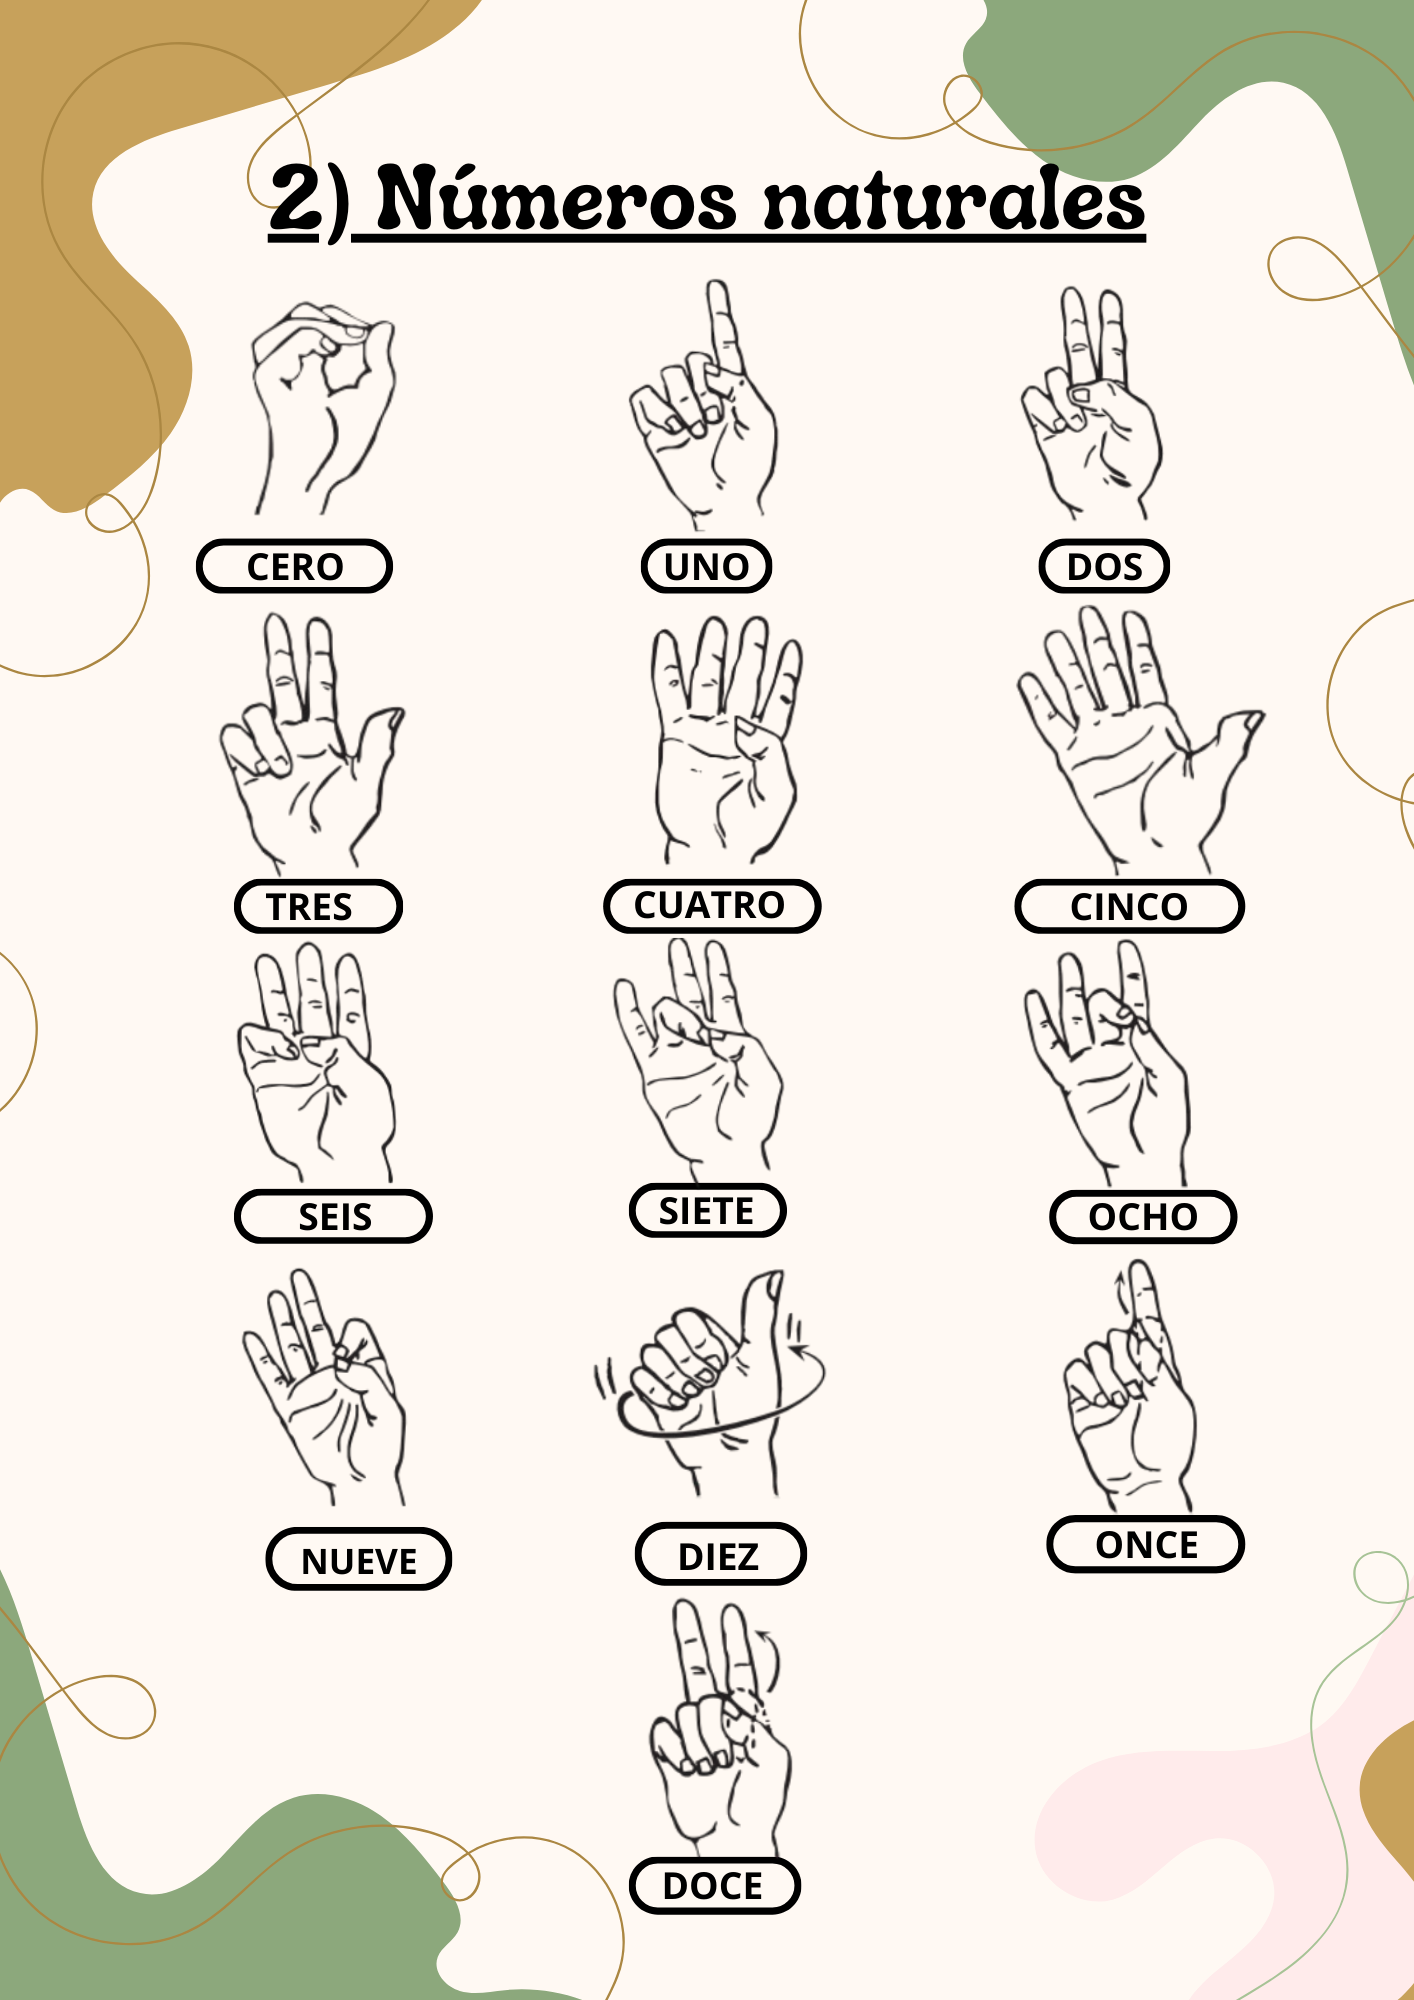 2) Números naturales
CERO
UNO
DOS
TRES
CUATRO
CINCO
SEIS
SIETE
OCHO
NUEVE
DIEZ
ONCE
DOCE